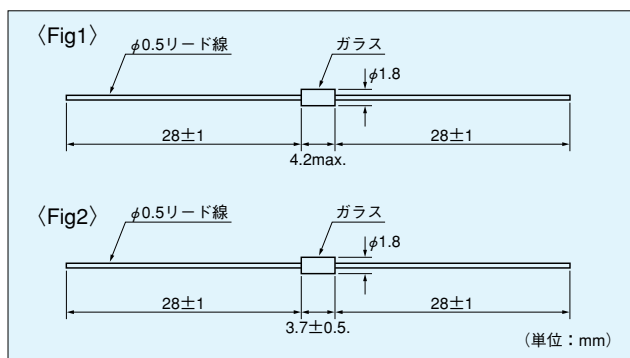 〈Fig1〉
φ0.5リード線
ガラス
φ1.8
28±1
28±1
4.2max.
〈Fig2〉
φ0.5リード線
ガラス
φ1.8
28±1
28±1
3.7±0.5.
（単位：mm）